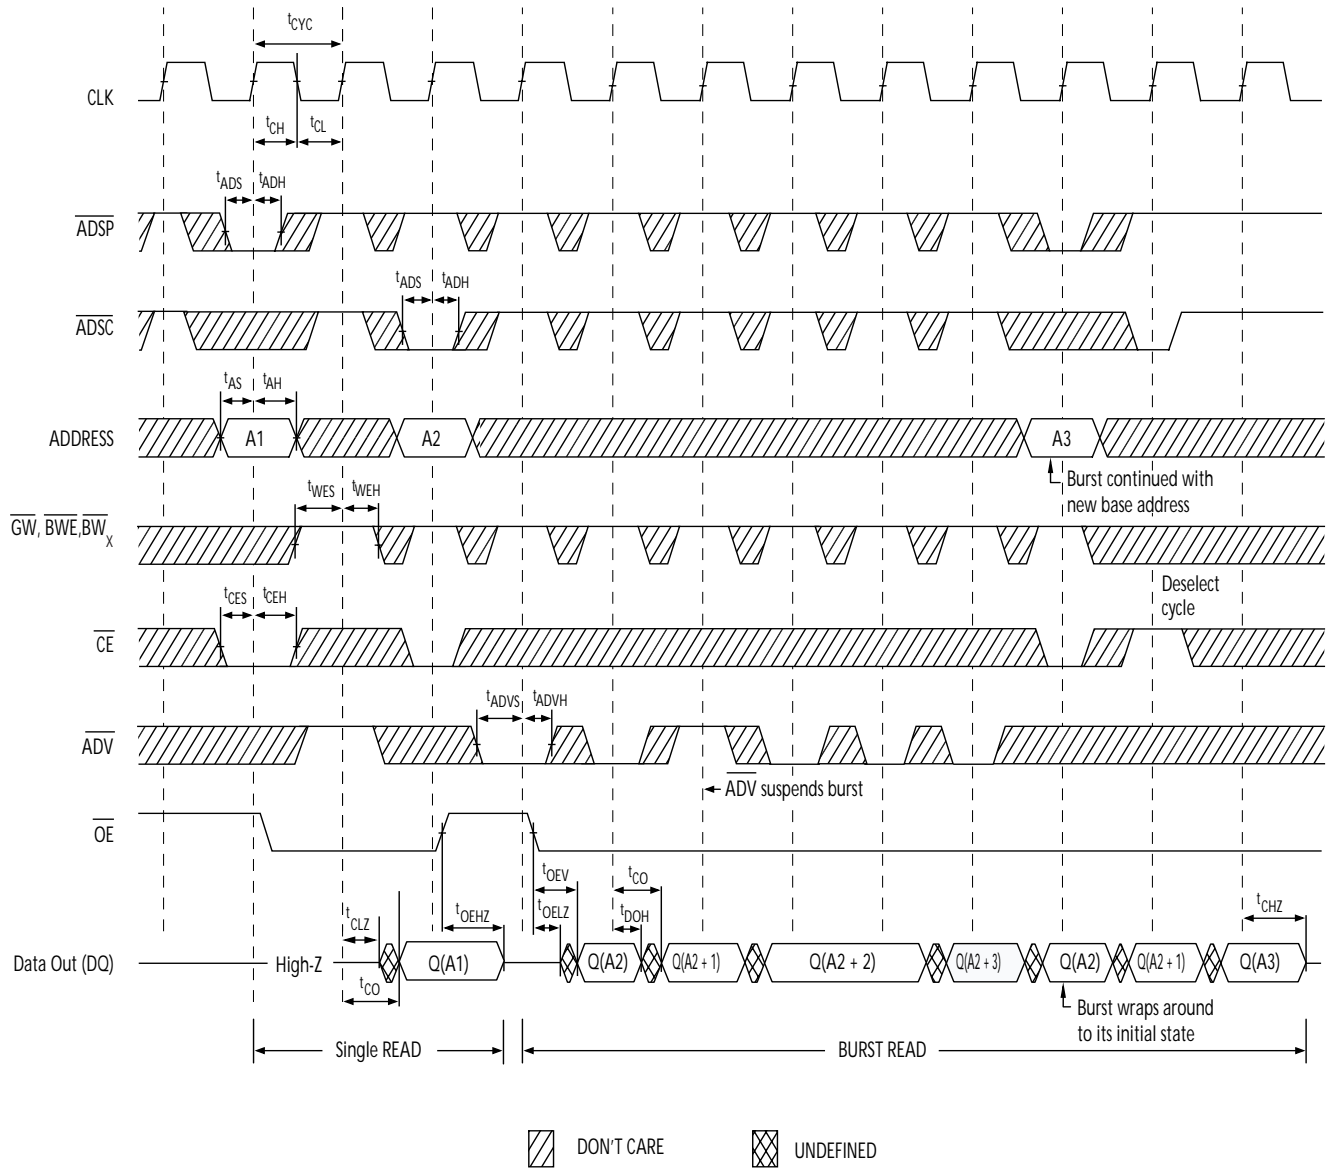 tCYC
CLK
tCH
tCL
tADS
tADH
ADSP
tADS
tADH
ADSC
tAS
tAH
ADDRESS
A1
A2
A3
Burst continued with
new base address
tWES
tWEH
GW, BWE,BWX
Deselect
cycle
tCES
tCEH
CE
tADVS
tADVH
ADV
ADV suspends burst
OE
tOEV
tCO
tCLZ
tOEHZ
tOELZ
tDOH
tCHZ
Data Out (DQ)
High-Z
Q(A1)
Q(A2)
Q(A2 + 1)
Q(A2 + 2)
Q(A2 + 3)
Q(A2)
Q(A2 + 1)
Q(A3)
tCO
Burst wraps around
to its initial state
Single READ
BURST READ
DON'T CARE
UNDEFINED